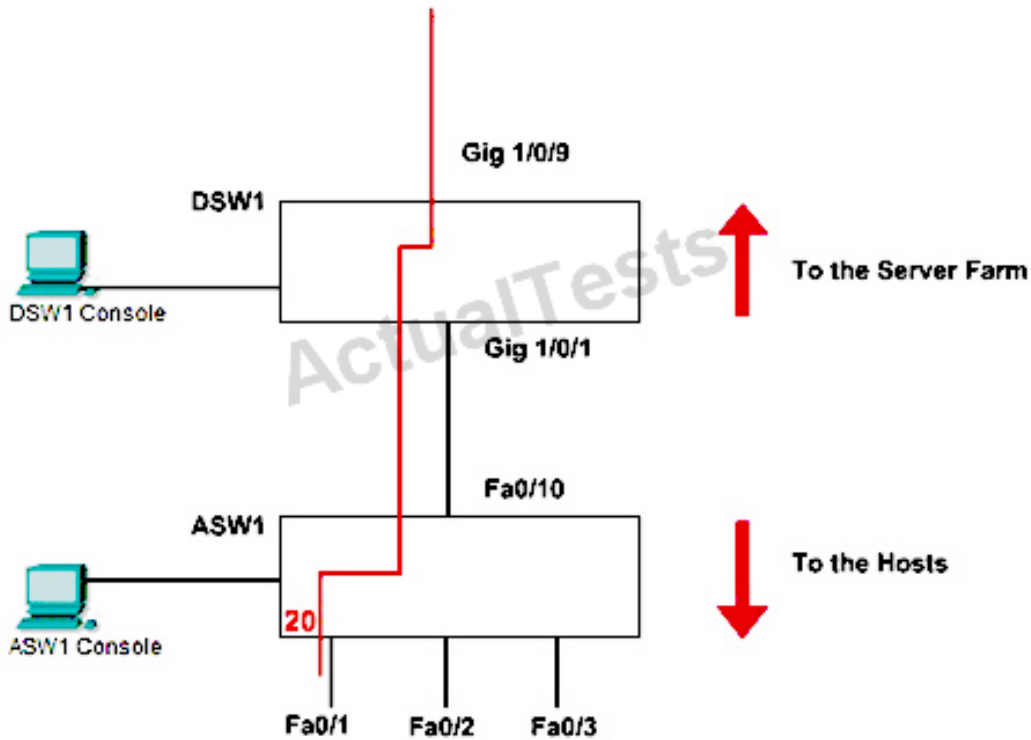 Gig 1/0/9
DSW1
To the Server Farm
DSW1 Console
ActualTests
Gig 1/0/1
Fa0/10
ASW1
To the Hosts
20
ASW1 Console
Fa0/1
Fa0/2
Fa0/3